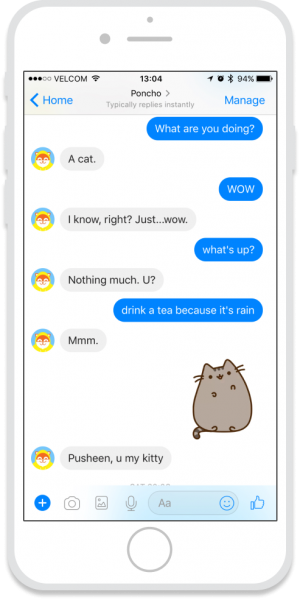 VELCOM 13:04 94%
Home Poncho > Manage
Typically replies instantly
What are you doing?
A cat.
WOW
I know, right? Just...wow.
what's up?
Nothing much. U?
drink a tea because it's rain
Mmm.
Pusheen, u my kitty
Aa